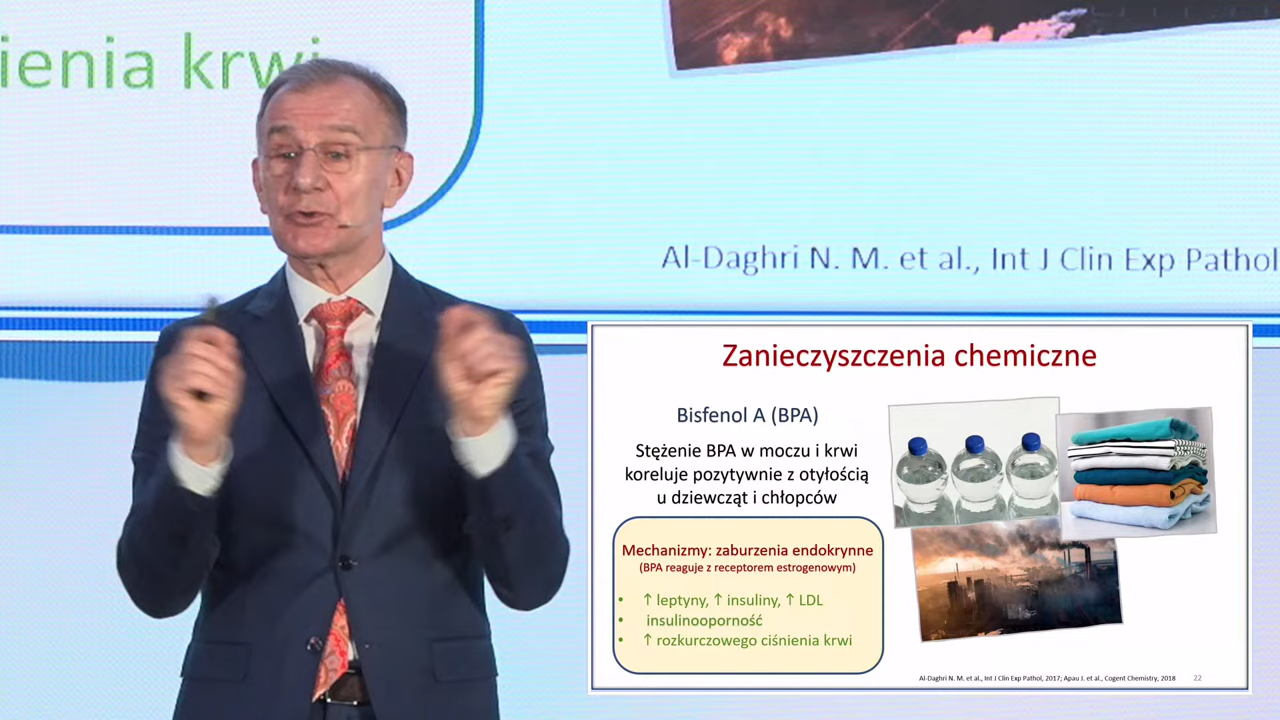 ienia krwi
Al-Daghri N. M. et al., Int J Clin Exp Pathol
Zanieczyszczenia chemiczne
Bisfenol A (BPA)
Stężenie BPA w moczu i krwi
koreluje pozytywnie z otyłością
u dziewcząt i chłopców
Mechanizmy: zaburzenia endokrynne
(BPA reaguje z receptorem estrogenowym)
• ↑ leptyny, ↑ insuliny, ↑ LDL
• insulinooporność
• ↑ rozkurczowego ciśnienia krwi
Al-Daghri N. M. et al., Int J Clin Exp Pathol, 2017; Apau J. et al., Cogent Chemistry, 2018
22